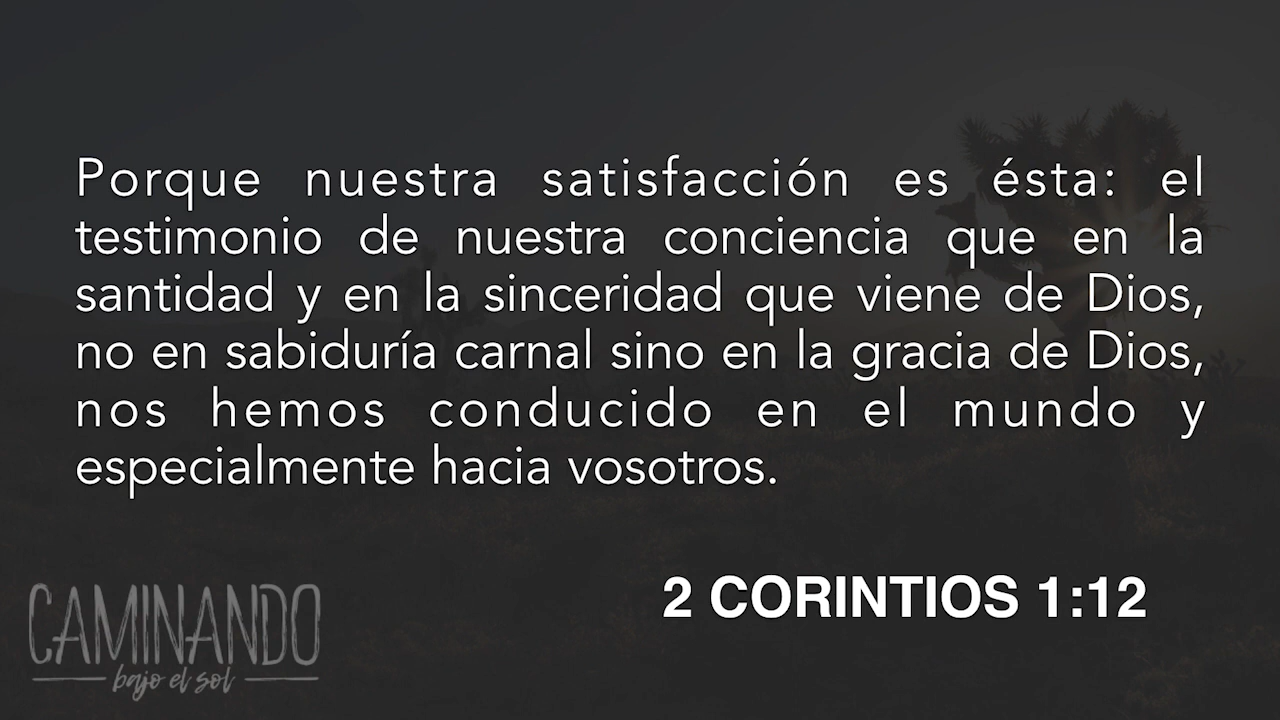 Porque nuestra satisfacción es ésta: el
testimonio de nuestra conciencia que en la
santidad y en la sinceridad que viene de Dios,
no en sabiduría carnal sino en la gracia de Dios,
nos hemos conducido en el mundo y
especialmente hacia vosotros.
2 CORINTIOS 1:12
CAMINANDO
bajo el sol